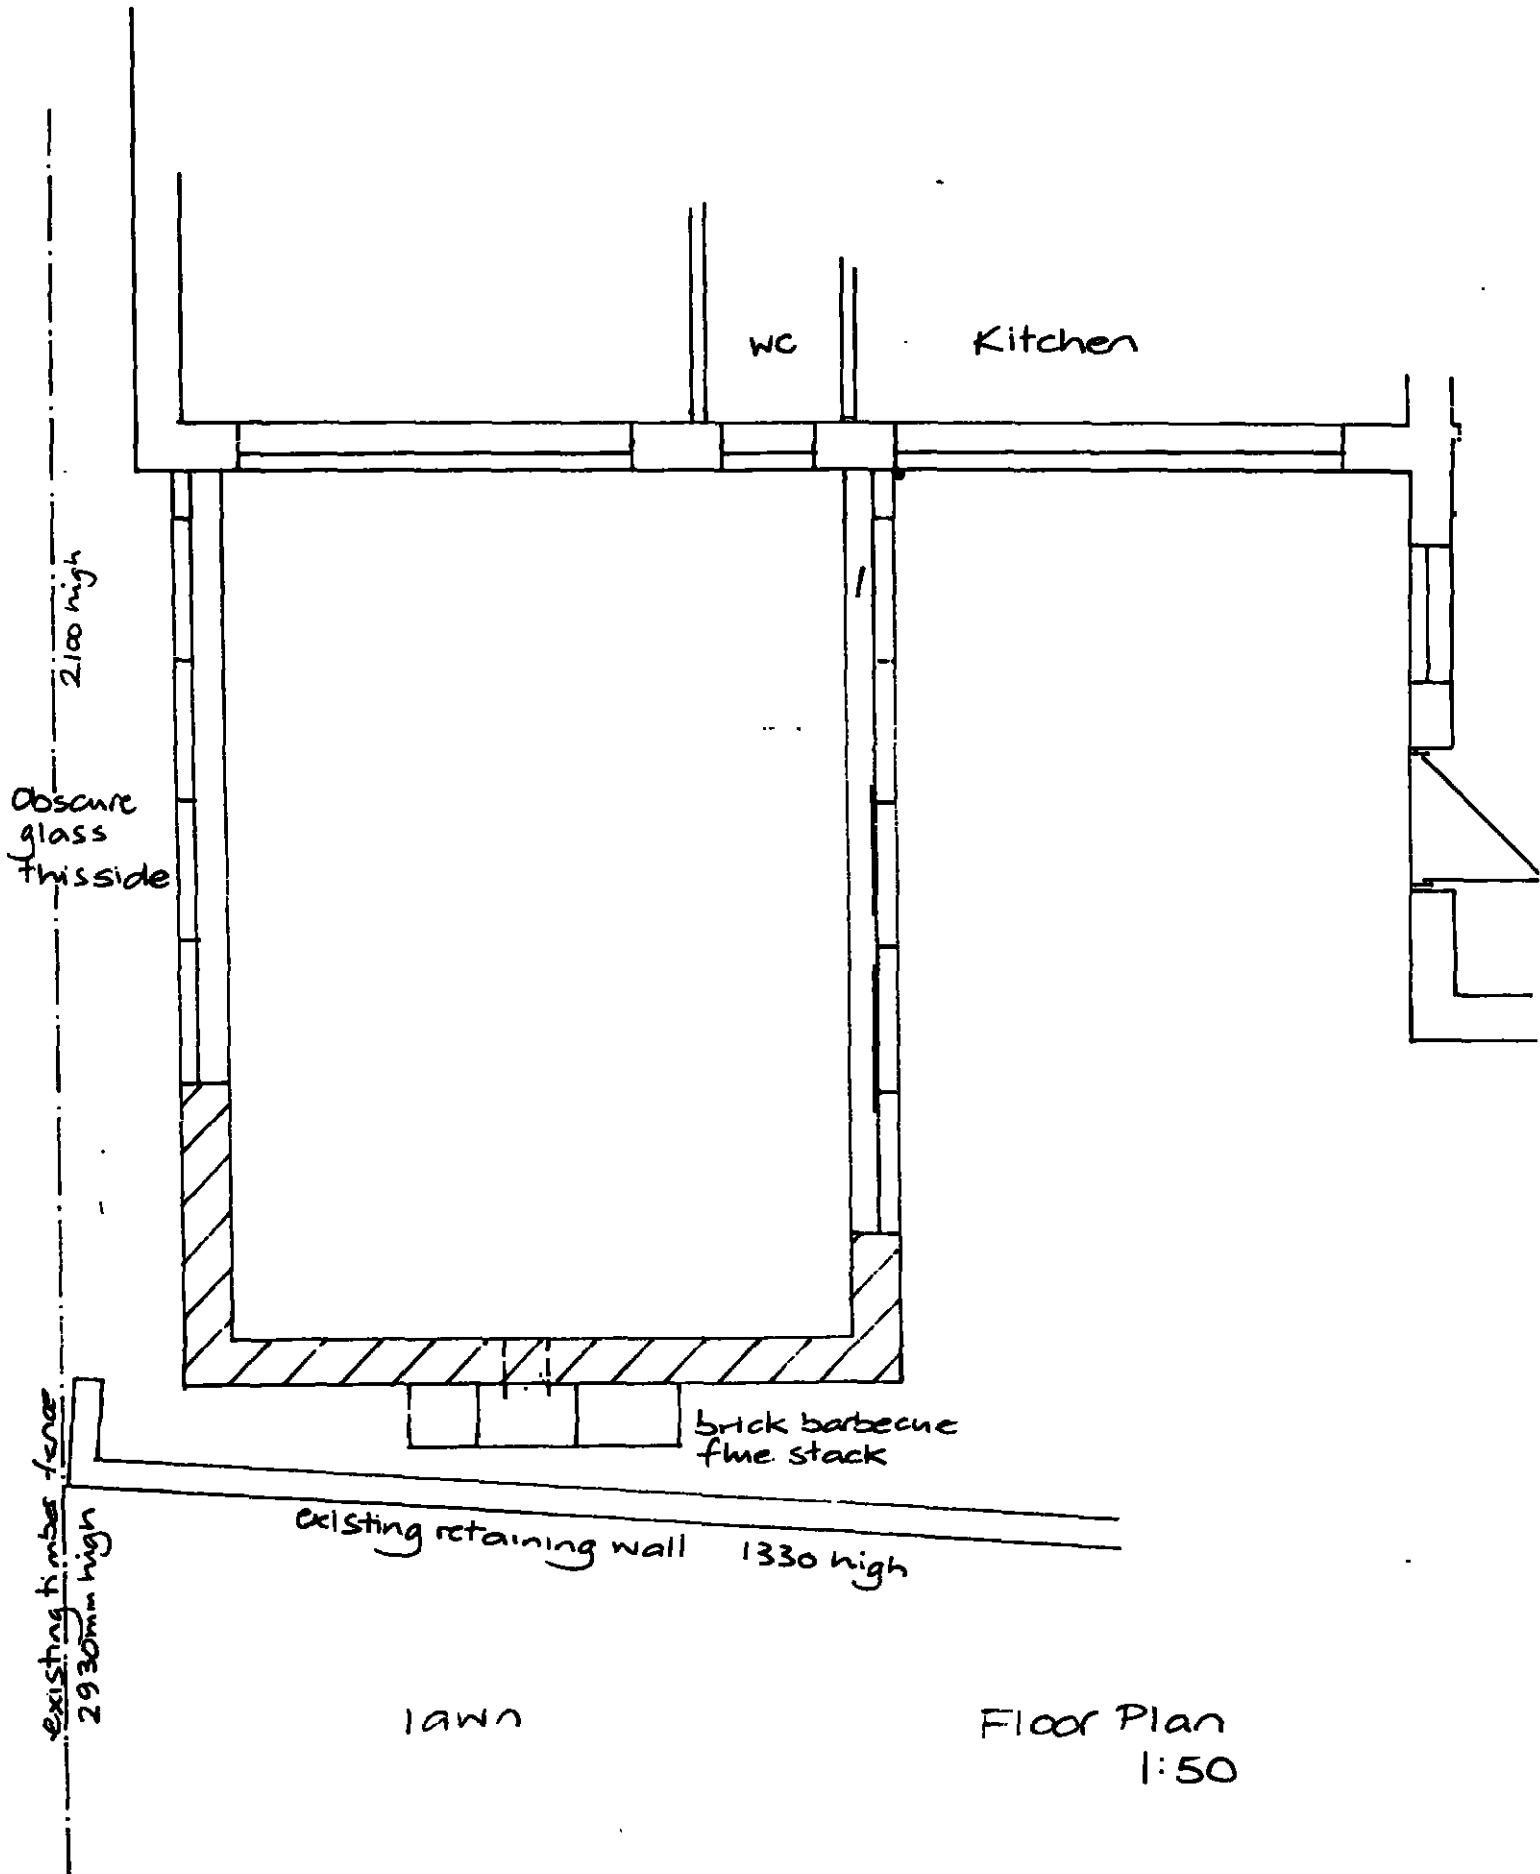 WC
Kitchen
2100 high
Obscure
glass
this side
brick barbecue
flue stack
existing timber fence
2930mm high
existing retaining wall 1330 high
lawn
Floor Plan
1:50